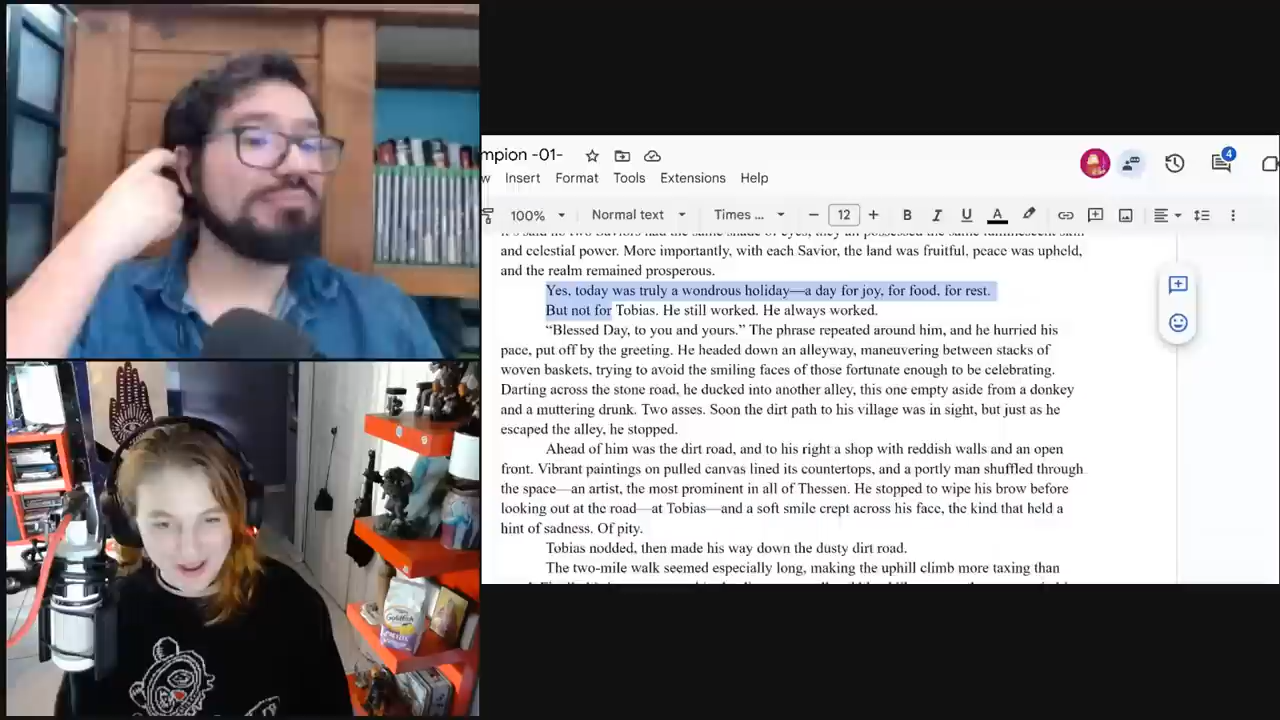 mpion -01-
4
w Insert Format Tools Extensions Help
100% Normal text Times ... − 12 + B I U A
and celestial power. More importantly, with each Savior, the land was fruitful, peace was upheld,
and the realm remained prosperous.
Yes, today was truly a wondrous holiday—a day for joy, for food, for rest.
But not for Tobias. He still worked. He always worked.
“Blessed Day, to you and yours.” The phrase repeated around him, and he hurried his
pace, put off by the greeting. He headed down an alleyway, maneuvering between stacks of
woven baskets, trying to avoid the smiling faces of those fortunate enough to be celebrating.
Darting across the stone road, he ducked into another alley, this one empty aside from a donkey
and a muttering drunk. Two asses. Soon the dirt path to his village was in sight, but just as he
escaped the alley, he stopped.
Ahead of him was the dirt road, and to his right a shop with reddish walls and an open
front. Vibrant paintings on pulled canvas lined its countertops, and a portly man shuffled through
the space—an artist, the most prominent in all of Thessen. He stopped to wipe his brow before
looking out at the road—at Tobias—and a soft smile crept across his face, the kind that held a
hint of sadness. Of pity.
Tobias nodded, then made his way down the dusty dirt road.
The two-mile walk seemed especially long, making the uphill climb more taxing than
Goldfish